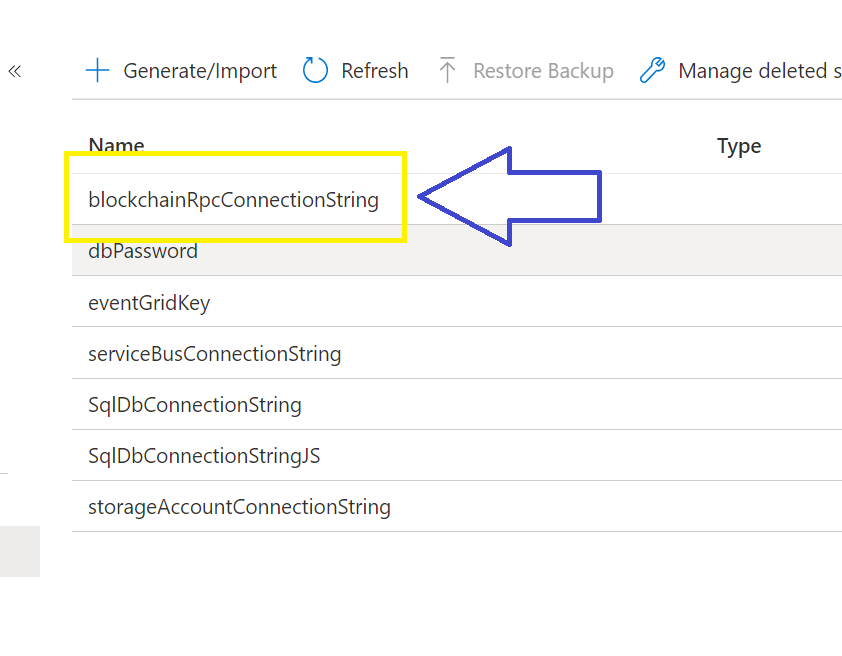 « Generate/Import Refresh Restore Backup Manage deleted s
Name Type
blockchainRpcConnectionString
dbPassword
eventGridKey
serviceBusConnectionString
SqlDbConnectionString
SqlDbConnectionStringJS
storageAccountConnectionString